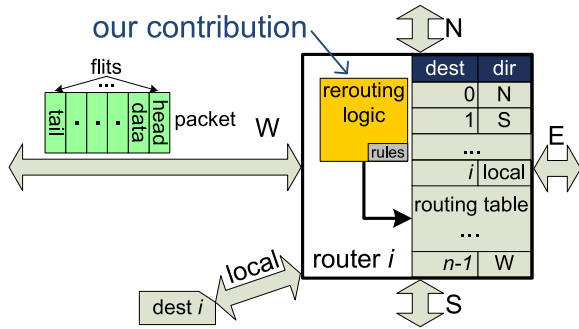 our contribution
N
flits
...
tail
.
.
.
data
head
packet
W
rerouting
logic
rules
dest dir
0 N
1 S
...
i local
routing table
...
n-1 W
E
router i
local
dest i
S